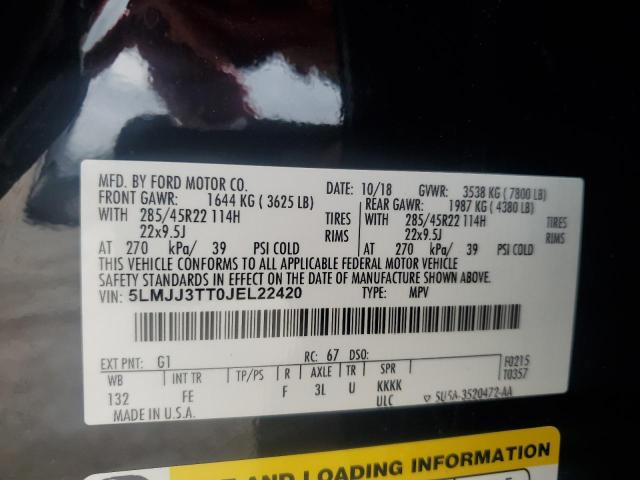 MFD. BY FORD MOTOR CO. DATE: 10/18 GVWR: 3538 KG ( 7800 LB)
FRONT GAWR: 1644 KG ( 3625 LB) REAR GAWR: 1987 KG ( 4380 LB)
WITH 285/45R22 114H TIRES WITH 285/45R22 114H TIRES
22x9.5J RIMS 22x9.5J RIMS
AT 270 kPa/ 39 PSI COLD AT 270 kPa/ 39 PSI COLD
THIS VEHICLE CONFORMS TO ALL APPLICABLE FEDERAL MOTOR VEHICLE
SAFETY STANDARDS IN EFFECT ON THE DATE OF MANUFACTURE SHOWN ABOVE.
VIN: 5LMJJ3TT0JEL22420 TYPE: MPV
EXT PNT: G1 RC: 67 DSO: F0215
WB INT TR TP/PS R AXLE TR SPR T0357
132 FE F 3L U KKKK
ULC 5U5A-3520472-AA
MADE IN U.S.A.
AND LOADING INFORMATION